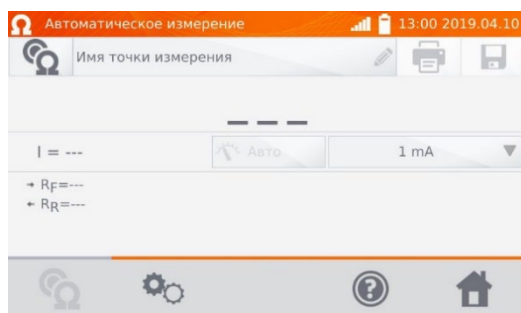 Ω Автоматическое измерение 13:00 2019.04.10
Имя точки измерения
---
I = --- Авто 1 mA
→ RF=---
← RR=---